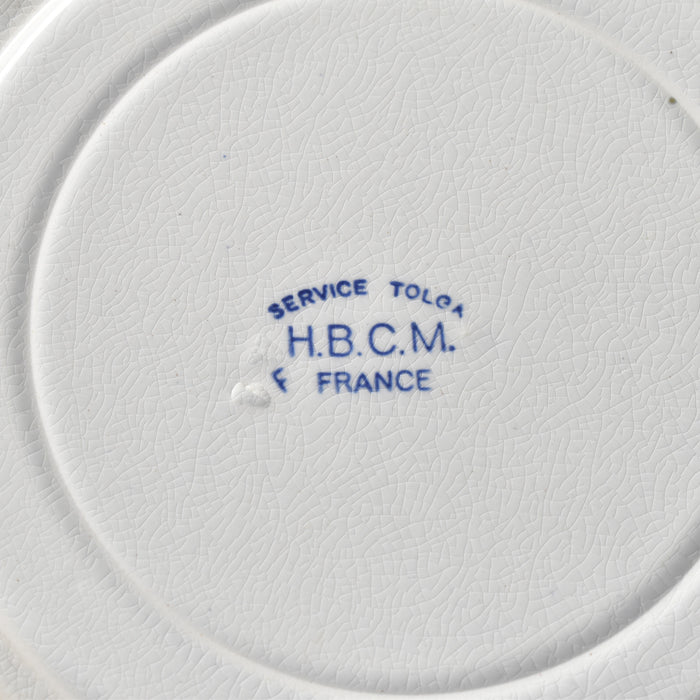 SERVICE TOLGA
H.B.C.M.
F FRANCE